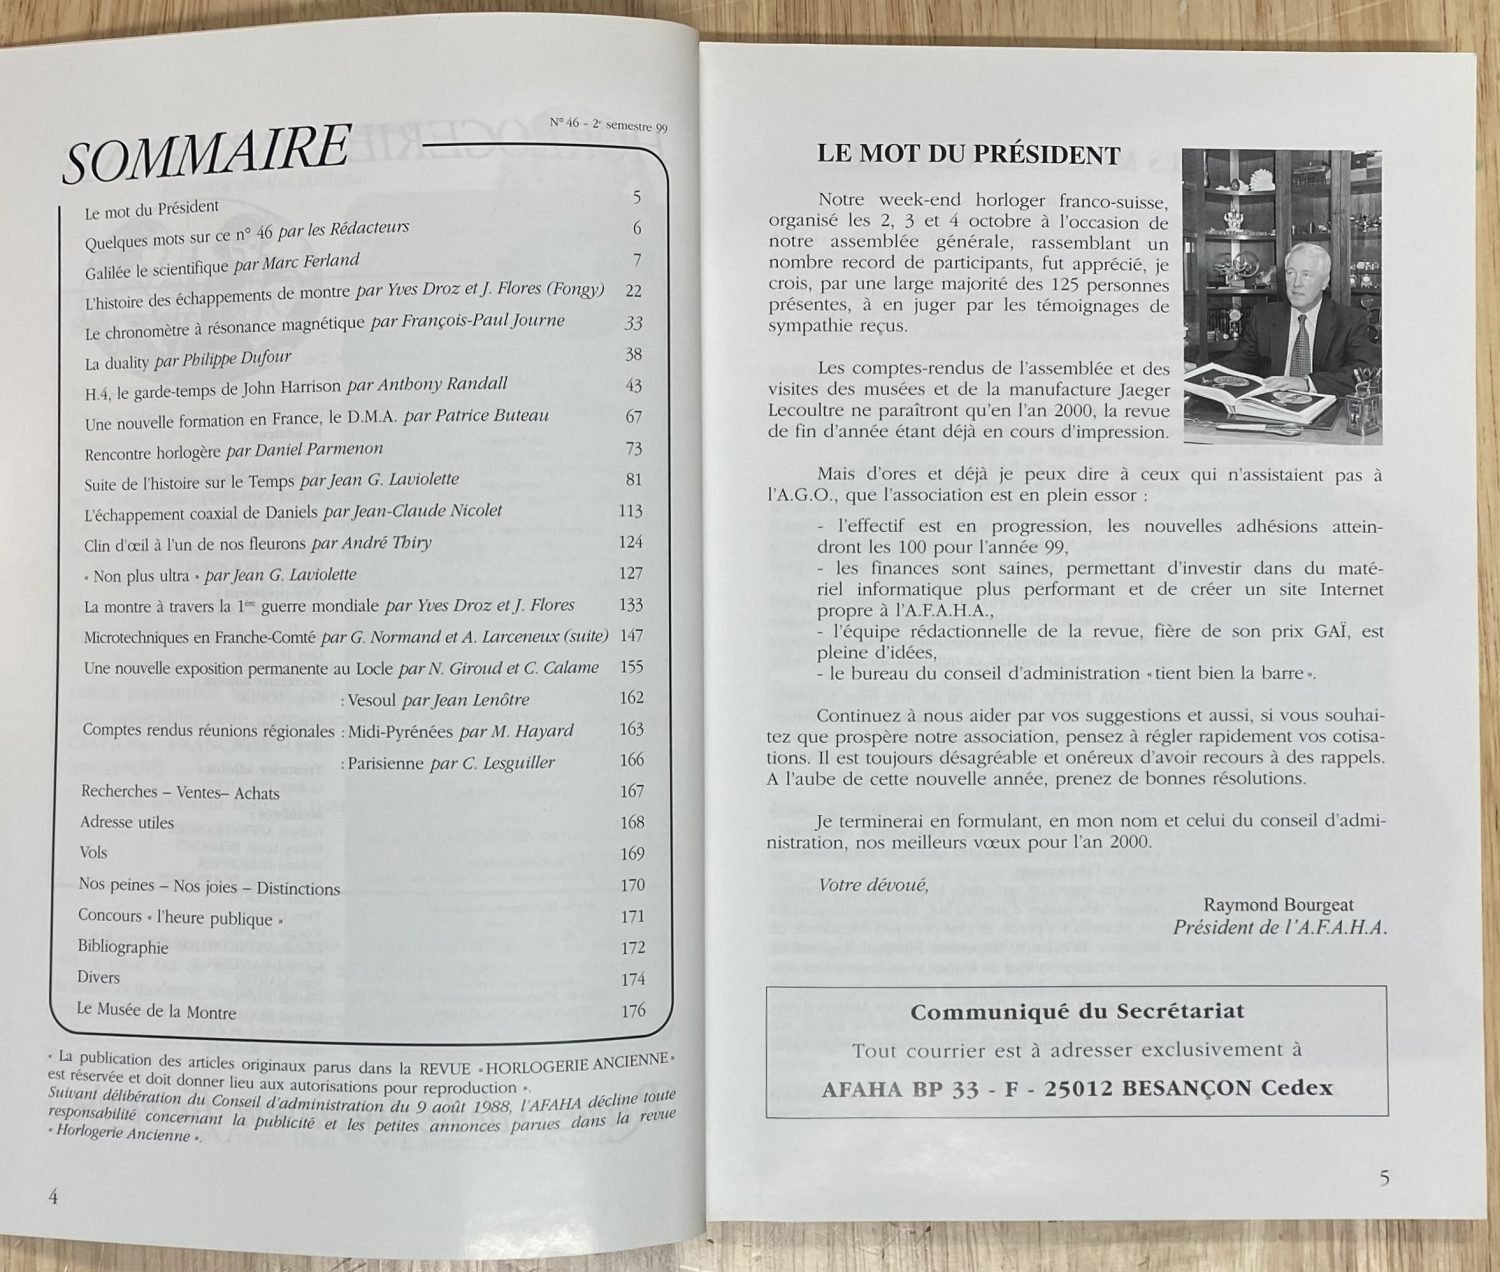 SOMMAIRE
N° 46 - 2e semestre 99
Le mot du Président 5
Quelques mots sur ce n° 46 par les Rédacteurs 6
Galilée le scientifique par Marc Ferland 7
L'histoire des échappements de montre par Yves Droz et J. Flores (Fongy) 22
Le chronomètre à résonance magnétique par François-Paul Journe 33
La duality par Philippe Dufour 38
H.4, le garde-temps de John Harrison par Anthony Randall 43
Une nouvelle formation en France, le D.M.A. par Patrice Buteau 67
Rencontre horlogère par Daniel Parmenon 73
Suite de l'histoire sur le Temps par Jean G. Laviolette 81
L'échappement coaxial de Daniels par Jean-Claude Nicolet 113
Clin d'œil à l'un de nos fleurons par André Thiry 124
« Non plus ultra » par Jean G. Laviolette 127
La montre à travers la 1ère guerre mondiale par Yves Droz et J. Flores 133
Microtechniques en Franche-Comté par G. Normand et A. Larceneux (suite) 147
Une nouvelle exposition permanente au Locle par N. Giroud et C. Calame 155
: Vesoul par Jean Lenôtre 162
Comptes rendus réunions régionales : Midi-Pyrénées par M. Hayard 163
: Parisienne par C. Lesguiller 166
Recherches – Ventes– Achats 167
Adresse utiles 168
Vols 169
Nos peines – Nos joies – Distinctions 170
Concours « l'heure publique » 171
Bibliographie 172
Divers 174
Le Musée de la Montre 176
« La publication des articles originaux parus dans la REVUE « HORLOGERIE ANCIENNE »
est réservée et doit donner lieu aux autorisations pour reproduction ».
Suivant délibération du Conseil d'administration du 9 août 1988, l'AFAHA décline toute
responsabilité concernant la publicité et les petites annonces parues dans la revue
« Horlogerie Ancienne ».
4
LE MOT DU PRÉSIDENT
Notre week-end horloger franco-suisse,
organisé les 2, 3 et 4 octobre à l'occasion de
notre assemblée générale, rassemblant un
nombre record de participants, fut apprécié, je
crois, par une large majorité des 125 personnes
présentes, à en juger par les témoignages de
sympathie reçus.
Les comptes-rendus de l'assemblée et des
visites des musées et de la manufacture Jaeger
Lecoultre ne paraîtront qu'en l'an 2000, la revue
de fin d'année étant déjà en cours d'impression.
Mais d'ores et déjà je peux dire à ceux qui n'assistaient pas à
l'A.G.O., que l'association est en plein essor :
- l'effectif est en progression, les nouvelles adhésions attein-
dront les 100 pour l'année 99,
- les finances sont saines, permettant d'investir dans du maté-
riel informatique plus performant et de créer un site Internet
propre à l'A.F.A.H.A.,
- l'équipe rédactionnelle de la revue, fière de son prix GAÏ, est
pleine d'idées,
- le bureau du conseil d'administration « tient bien la barre ».
Continuez à nous aider par vos suggestions et aussi, si vous souhai-
tez que prospère notre association, pensez à régler rapidement vos cotisa-
tions. Il est toujours désagréable et onéreux d'avoir recours à des rappels.
A l'aube de cette nouvelle année, prenez de bonnes résolutions.
Je terminerai en formulant, en mon nom et celui du conseil d'admi-
nistration, nos meilleurs vœux pour l'an 2000.
Votre dévoué,
Raymond Bourgeat
Président de l'A.F.A.H.A.
Communiqué du Secrétariat
Tout courrier est à adresser exclusivement à
AFAHA BP 33 - F - 25012 BESANÇON Cedex
5